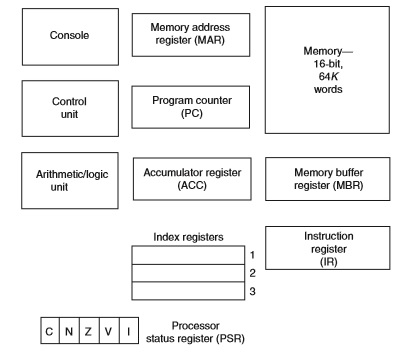 Console
Memory address
register (MAR)
Memory—
16-bit,
64K
words
Control
unit
Program counter
(PC)
Arithmetic/logic
unit
Accumulator register
(ACC)
Memory buffer
register (MBR)
Index registers
1
2
3
Instruction
register
(IR)
C N Z V I
Processor
status register (PSR)